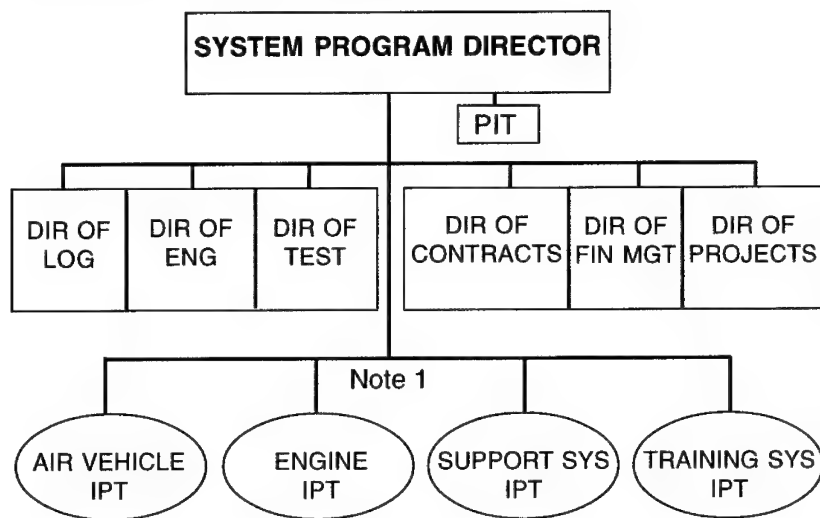 SYSTEM PROGRAM DIRECTOR
PIT
DIR OF
LOG
DIR OF
ENG
DIR OF
TEST
DIR OF
CONTRACTS
DIR OF
FIN MGT
DIR OF
PROJECTS
Note 1
AIR VEHICLE
IPT
ENGINE
IPT
SUPPORT SYS
IPT
TRAINING SYS
IPT